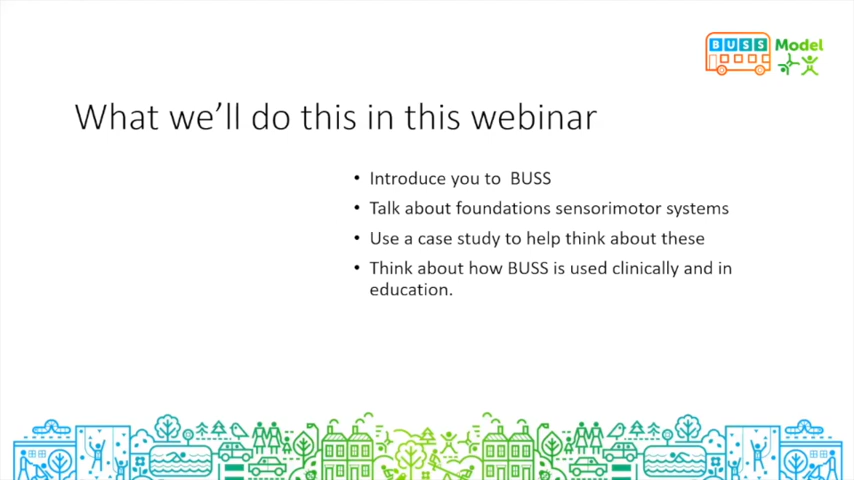 BUSS Model
What we'll do this in this webinar
• Introduce you to  BUSS
• Talk about foundations sensorimotor systems
• Use a case study to help think about these
• Think about how BUSS is used clinically and in
education.